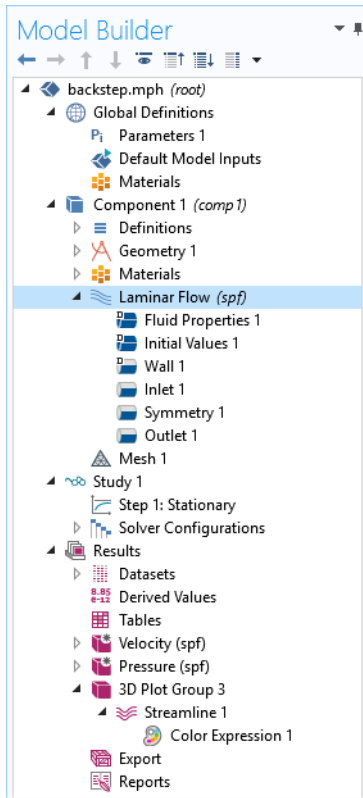 Model Builder
backstep.mph (root)
Global Definitions
Pi Parameters 1
Default Model Inputs
Materials
Component 1 (comp1)
Definitions
Geometry 1
Materials
Laminar Flow (spf)
D Fluid Properties 1
D Initial Values 1
D Wall 1
Inlet 1
Symmetry 1
Outlet 1
Mesh 1
Study 1
Step 1: Stationary
Solver Configurations
Results
Datasets
8.85
e-12 Derived Values
Tables
Velocity (spf)
Pressure (spf)
3D Plot Group 3
Streamline 1
Color Expression 1
Export
Reports